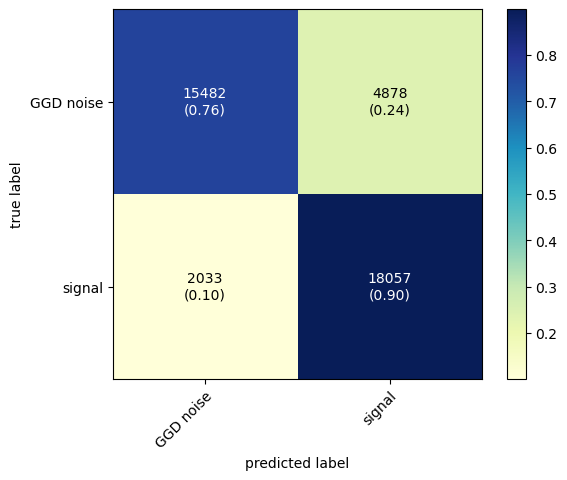 GGD noise
15482
(0.76)
4878
(0.24)
signal
2033
(0.10)
18057
(0.90)
true label
GGD noise
signal
predicted label
0.8
0.7
0.6
0.5
0.4
0.3
0.2